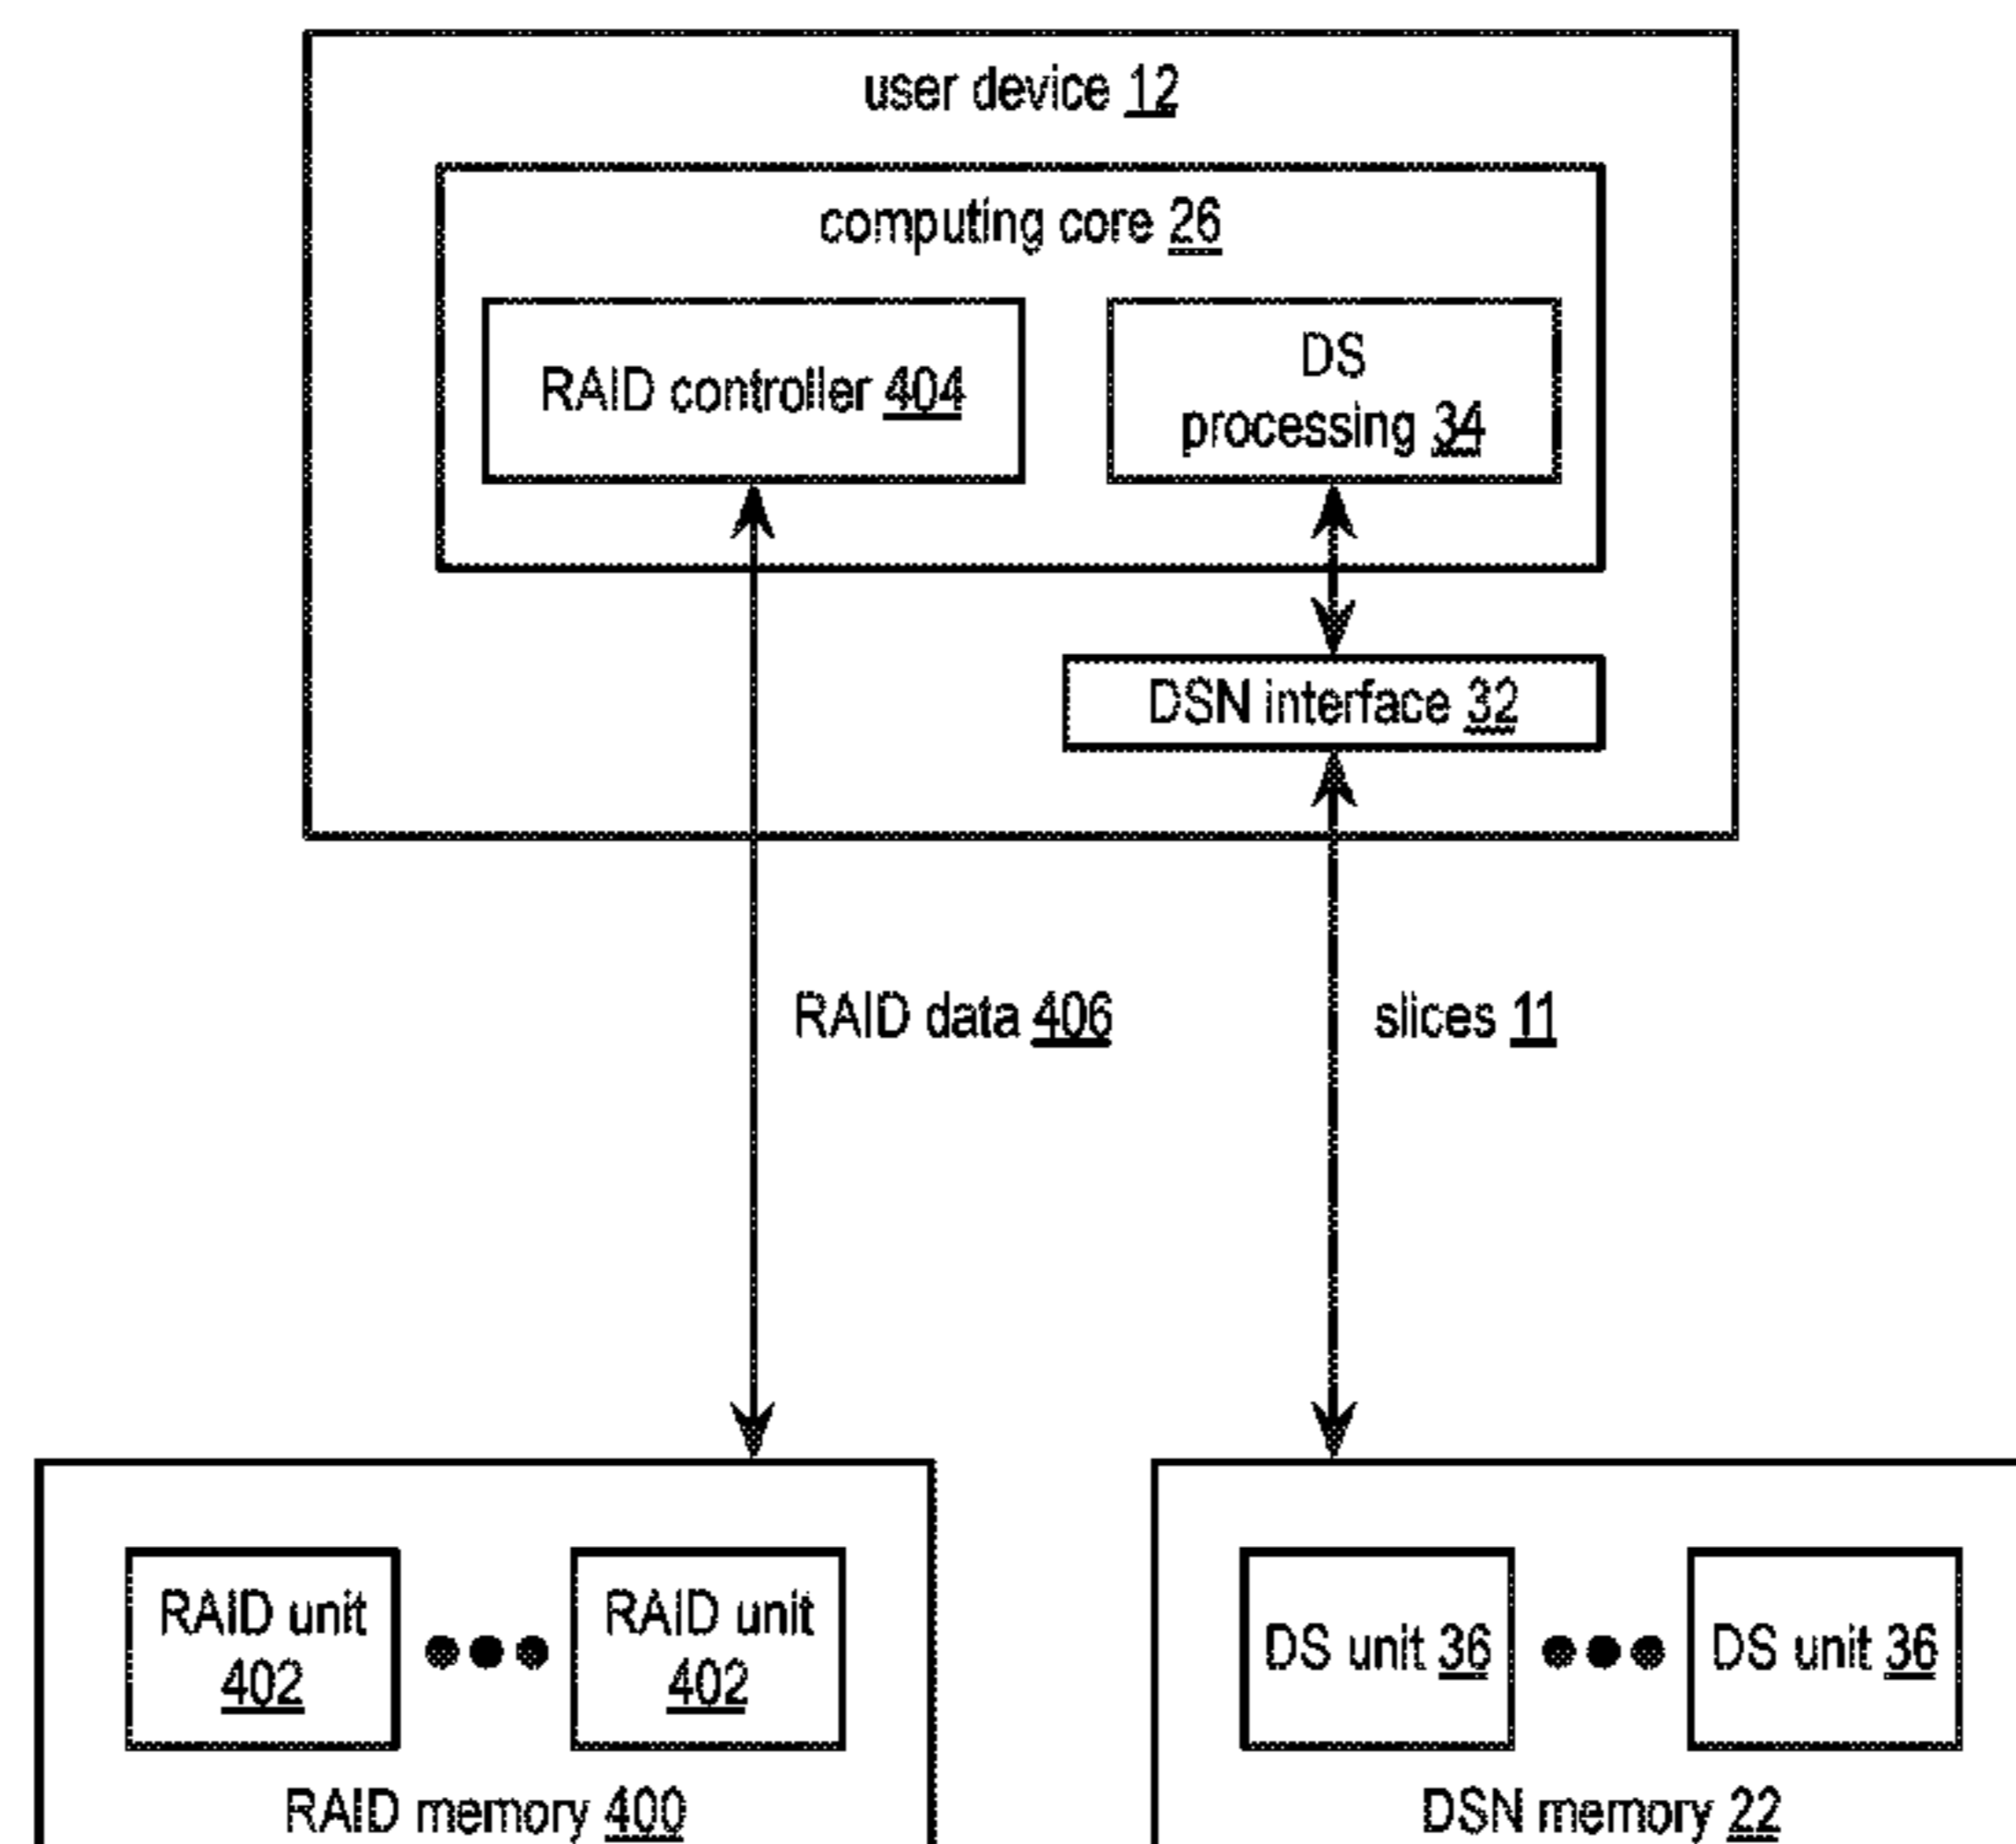 user device 12
computing core 26
RAID controller 404
DS
processing 34
DSN interface 32
RAID data 406
slices 11
RAID unit
402
RAID unit
402
DS unit 36
DS unit 36
RAID memory 400
DSN memory 22